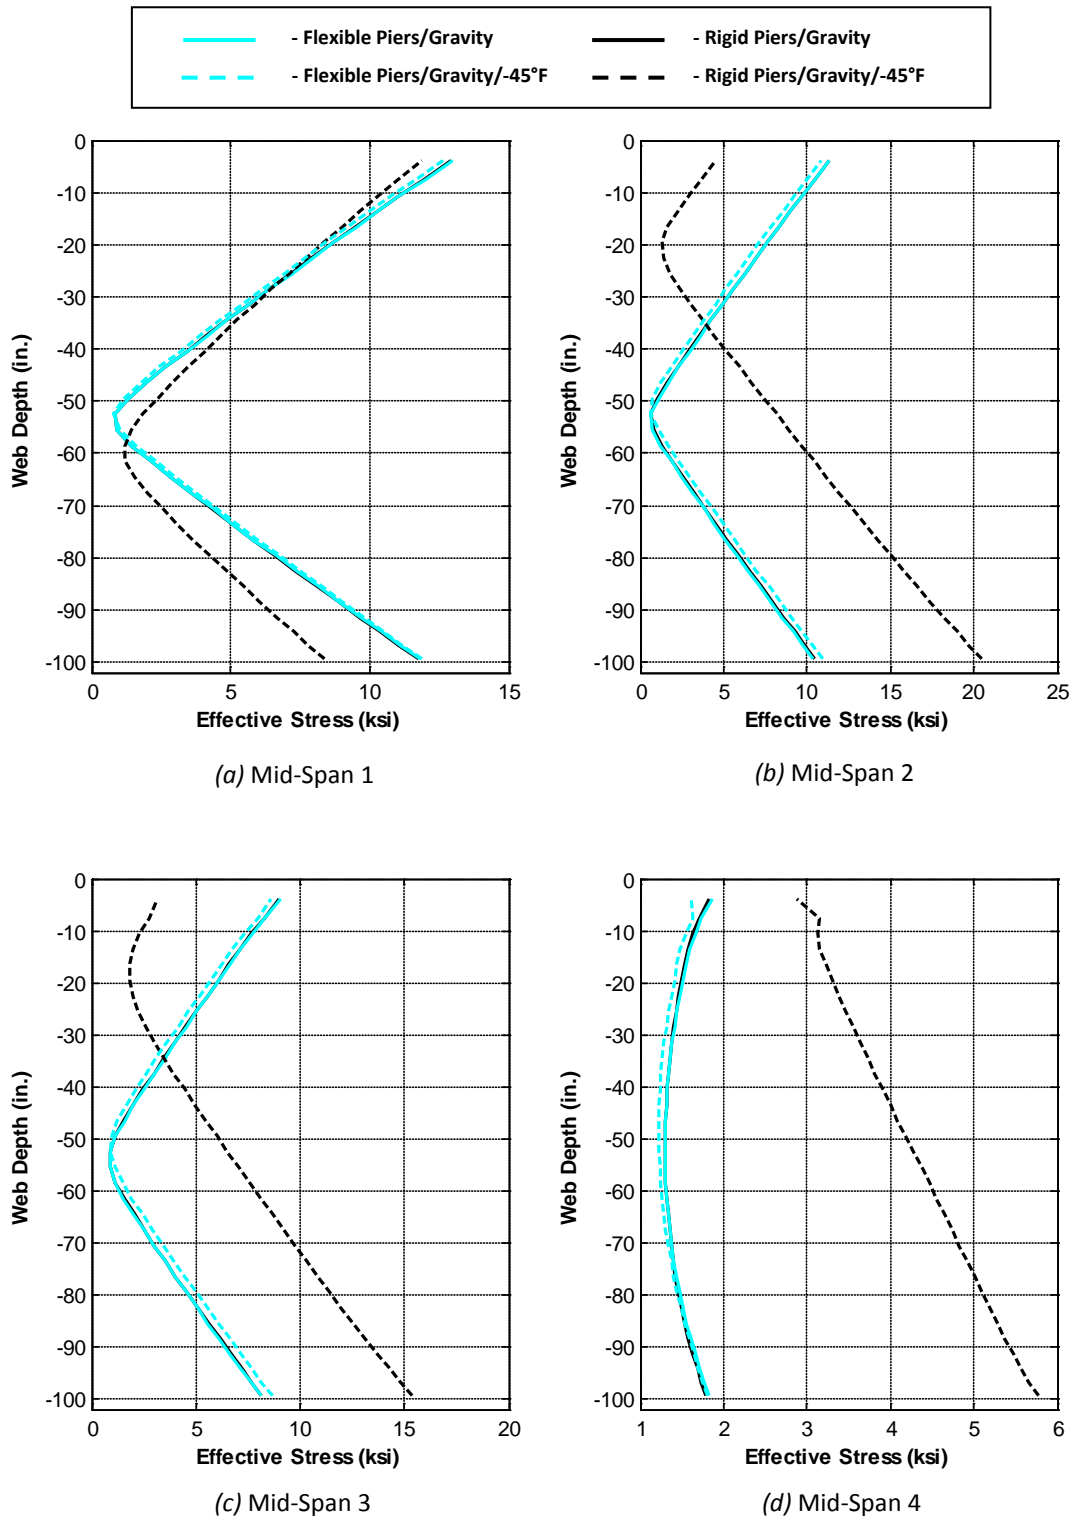 - Flexible Piers/Gravity - Rigid Piers/Gravity
- Flexible Piers/Gravity/-45°F - Rigid Piers/Gravity/-45°F
0
-10
-20
-30
-40
-50
-60
-70
-80
-90
-100
Web Depth (in.)
0 5 10 15
Effective Stress (ksi)
(a) Mid-Span 1
0
-10
-20
-30
-40
-50
-60
-70
-80
-90
-100
Web Depth (in.)
0 5 10 15 20 25
Effective Stress (ksi)
(b) Mid-Span 2
0
-10
-20
-30
-40
-50
-60
-70
-80
-90
-100
Web Depth (in.)
0 5 10 15 20
Effective Stress (ksi)
(c) Mid-Span 3
0
-10
-20
-30
-40
-50
-60
-70
-80
-90
-100
Web Depth (in.)
1 2 3 4 5 6
Effective Stress (ksi)
(d) Mid-Span 4